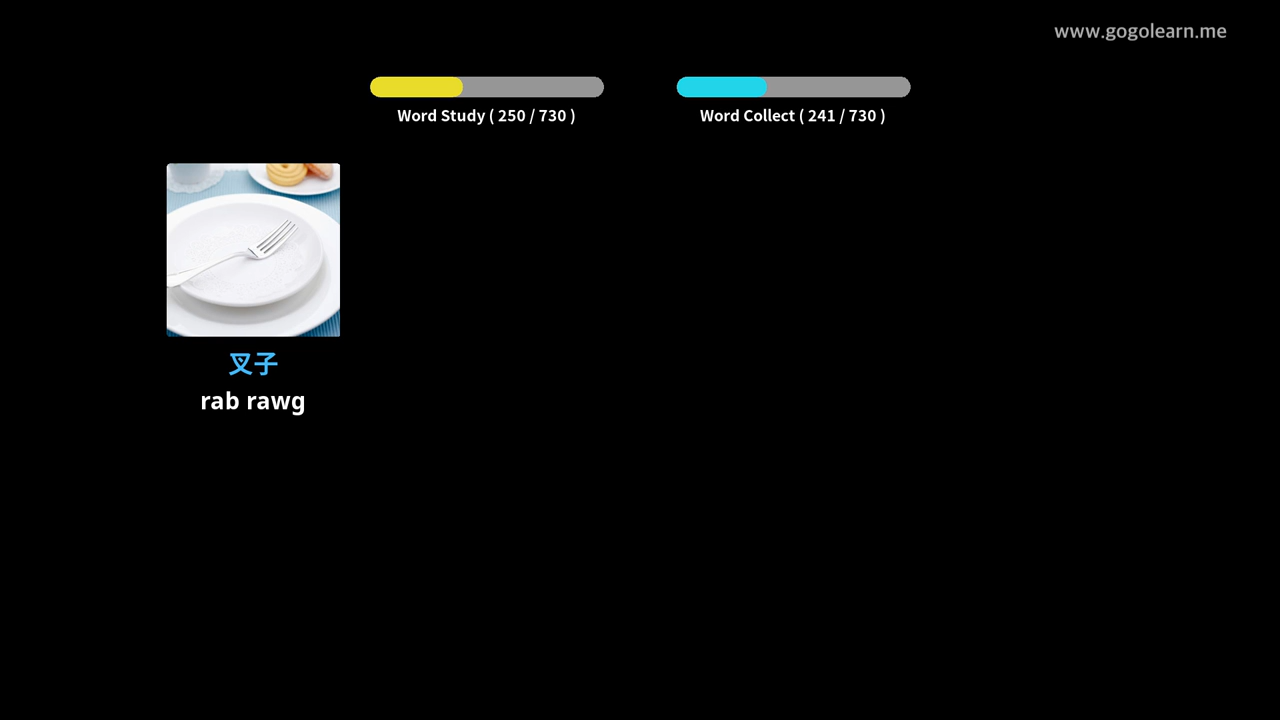 www.gogolearn.me
Word Study ( 250 / 730 )
Word Collect ( 241 / 730 )
叉子
rab rawg